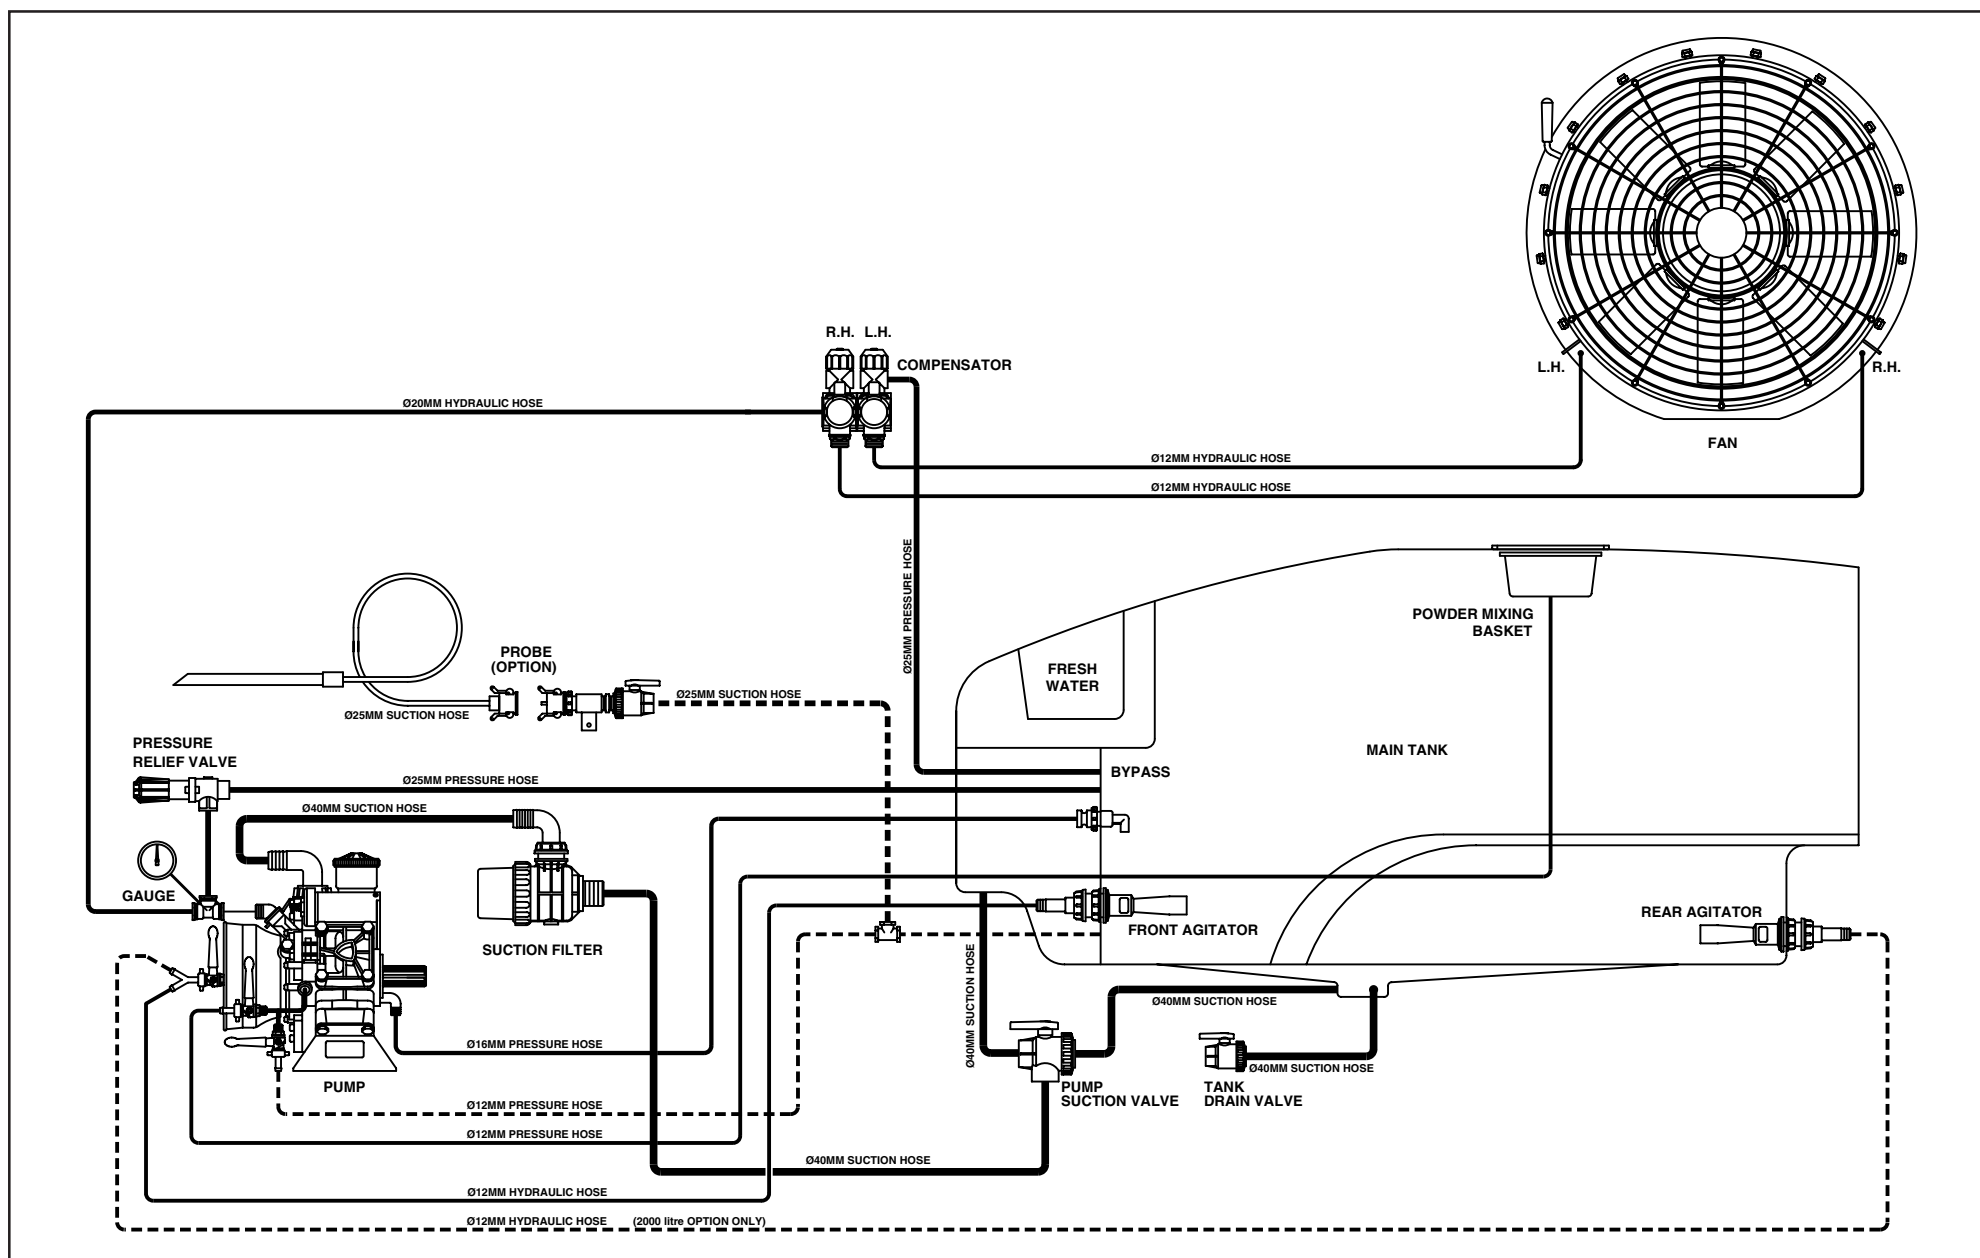 R.H. L.H.
COMPENSATOR
L.H.
R.H.
FAN
Ø20MM HYDRAULIC HOSE
Ø12MM HYDRAULIC HOSE
Ø12MM HYDRAULIC HOSE
Ø25MM PRESSURE HOSE
POWDER MIXING
BASKET
PROBE
(OPTION)
FRESH
WATER
Ø25MM SUCTION HOSE
Ø25MM SUCTION HOSE
PRESSURE
RELIEF VALVE
MAIN TANK
BYPASS
Ø25MM PRESSURE HOSE
Ø40MM SUCTION HOSE
GAUGE
SUCTION FILTER
FRONT AGITATOR
REAR AGITATOR
Ø40MM SUCTION HOSE
Ø40MM SUCTION HOSE
Ø16MM PRESSURE HOSE
Ø40MM SUCTION HOSE
PUMP
PUMP
SUCTION VALVE
TANK
DRAIN VALVE
Ø12MM PRESSURE HOSE
Ø12MM PRESSURE HOSE
Ø40MM SUCTION HOSE
Ø12MM HYDRAULIC HOSE
Ø12MM HYDRAULIC HOSE (2000 litre OPTION ONLY)